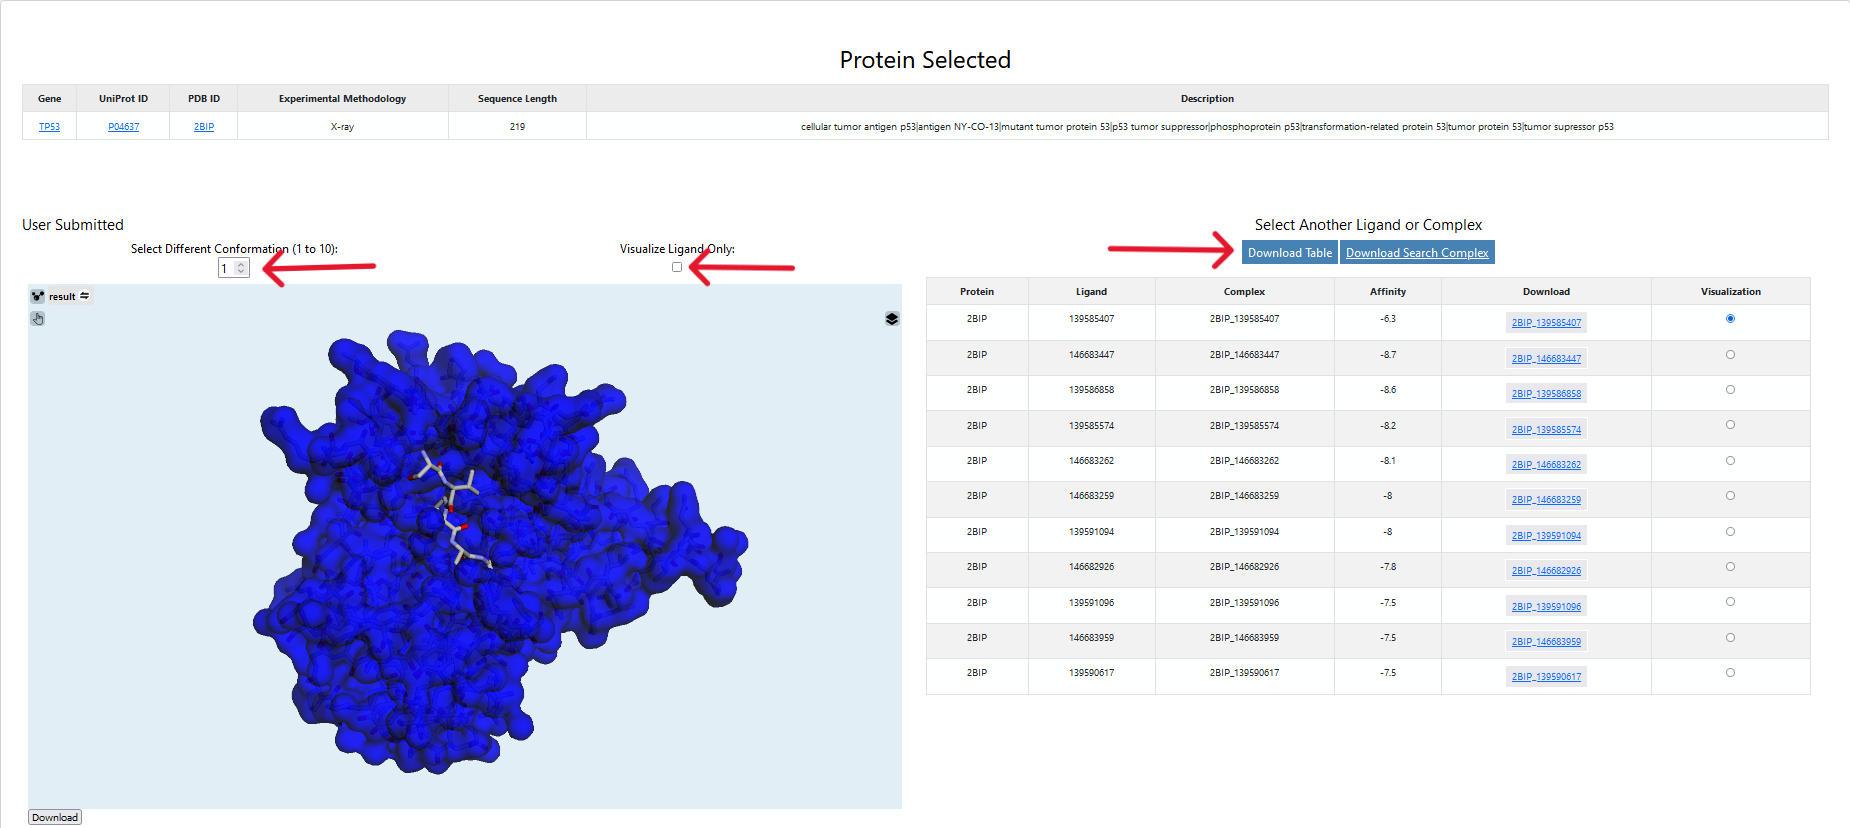 Protein Selected
Gene UniProt ID PDB ID Experimental Methodology Sequence Length Description
TP53 P04637 2BIP X-ray 219 cellular tumor antigen p53|antigen NY-CO-13|mutant tumor protein 53|p53 tumor suppressor|phosphoprotein p53|transformation-related protein 53|tumor protein 53|tumor supressor p53
User Submitted
Select Different Conformation (1 to 10):
1
Visualize Ligand Only:
result
Download
Select Another Ligand or Complex
Download Table Download Search Complex
Protein Ligand Complex Affinity Download Visualization
2BIP 139585407 2BIP_139585407 -6.3 2BIP_139585407
2BIP 146683447 2BIP_146683447 -8.7 2BIP_146683447
2BIP 139586858 2BIP_139586858 -8.6 2BIP_139586858
2BIP 139585574 2BIP_139585574 -8.2 2BIP_139585574
2BIP 146683262 2BIP_146683262 -8.1 2BIP_146683262
2BIP 146683259 2BIP_146683259 -8 2BIP_146683259
2BIP 139591094 2BIP_139591094 -8 2BIP_139591094
2BIP 146682926 2BIP_146682926 -7.8 2BIP_146682926
2BIP 139591096 2BIP_139591096 -7.5 2BIP_139591096
2BIP 146683959 2BIP_146683959 -7.5 2BIP_146683959
2BIP 139590617 2BIP_139590617 -7.5 2BIP_139590617